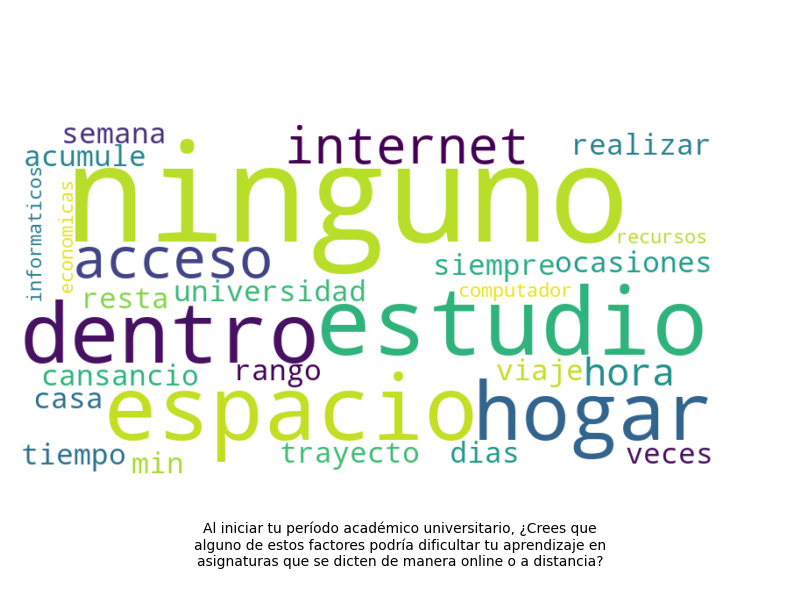 semana
internet
realizar
acumule
ninguno
informaticos
economicas
recursos
acceso
siempre
ocasiones
resta
universidad
computador
dentro
estudio
cansancio
rango
viaje
hora
casa
espacio
hogar
tiempo
min
trayecto
dias
veces
Al iniciar tu período académico universitario, ¿Crees que
alguno de estos factores podría dificultar tu aprendizaje en
asignaturas que se dicten de manera online o a distancia?